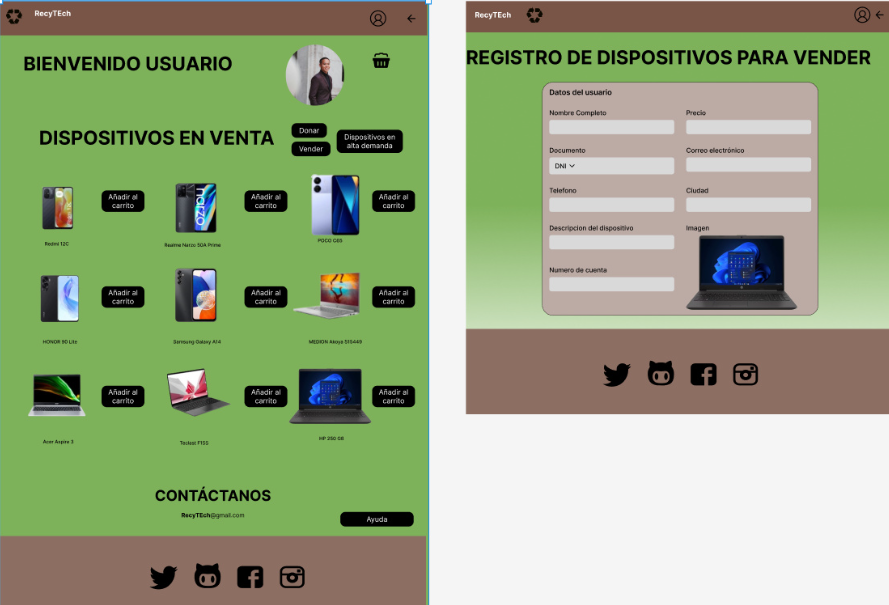 RecyTEch
BIENVENIDO USUARIO
DISPOSITIVOS EN VENTA
Donar
Vender
Dispositivos en
alta demanda
Añadir al
carrito
Añadir al
carrito
Añadir al
carrito
Redmi 12C
Realme Narzo 50A Prime
POCO C65
Añadir al
carrito
Añadir al
carrito
Añadir al
carrito
HONOR 90 Lite
Samsung Galaxy A14
MEDION Akoya S15449
Añadir al
carrito
Añadir al
carrito
Añadir al
carrito
Acer Aspire 3
Teclast F15S
HP 250 G8
CONTÁCTANOS
RecyTEch@gmail.com
Ayuda
RecyTEch
REGISTRO DE DISPOSITIVOS PARA VENDER
Datos del usuario
Nombre Completo
Precio
Documento
DNI
Correo electrónico
Telefono
Ciudad
Descripcion del dispositivo
Imagen
Numero de cuenta